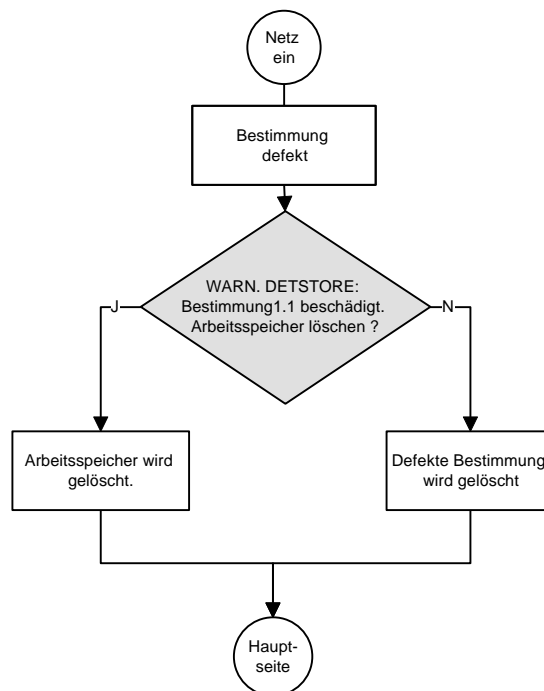 Netz
ein
Bestimmung
defekt
WARN. DETSTORE:
Bestimmung1.1 beschädigt.
Arbeitsspeicher löschen ?
J
N
Arbeitsspeicher wird
gelöscht.
Defekte Bestimmung
wird gelöscht
Haupt-
seite